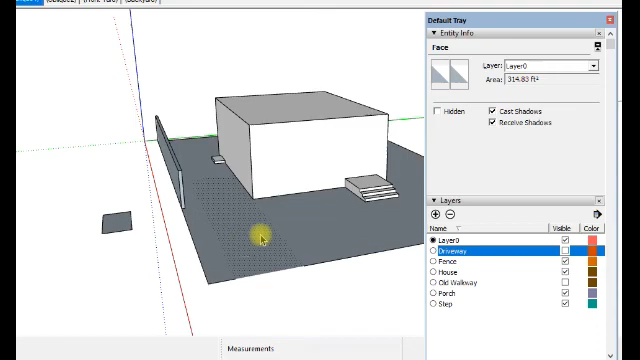 Default Tray
Entity Info
Face
Layer: Layer0
Area: 314.83 ft²
Hidden
Cast Shadows
Receive Shadows
Layers
Name Visible Color
Layer0
Driveway
Fence
House
Old Walkway
Porch
Step
Measurements